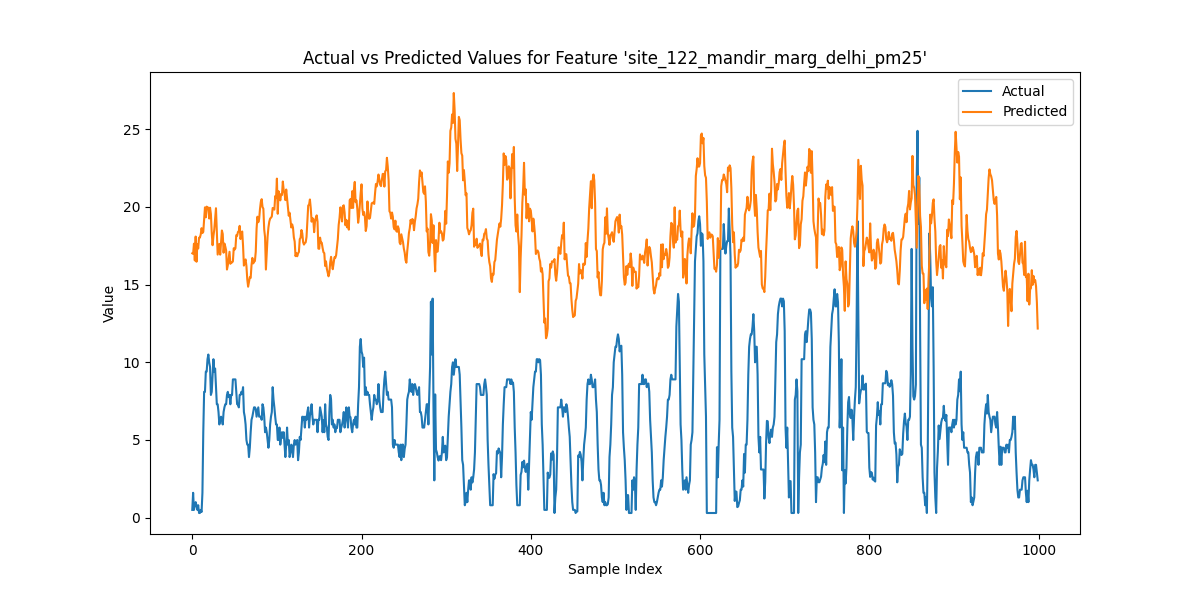 Actual vs Predicted Values for Feature 'site_122_mandir_marg_delhi_pm25'
Actual
Predicted
Value
25
20
15
10
5
0
0 200 400 600 800 1000
Sample Index